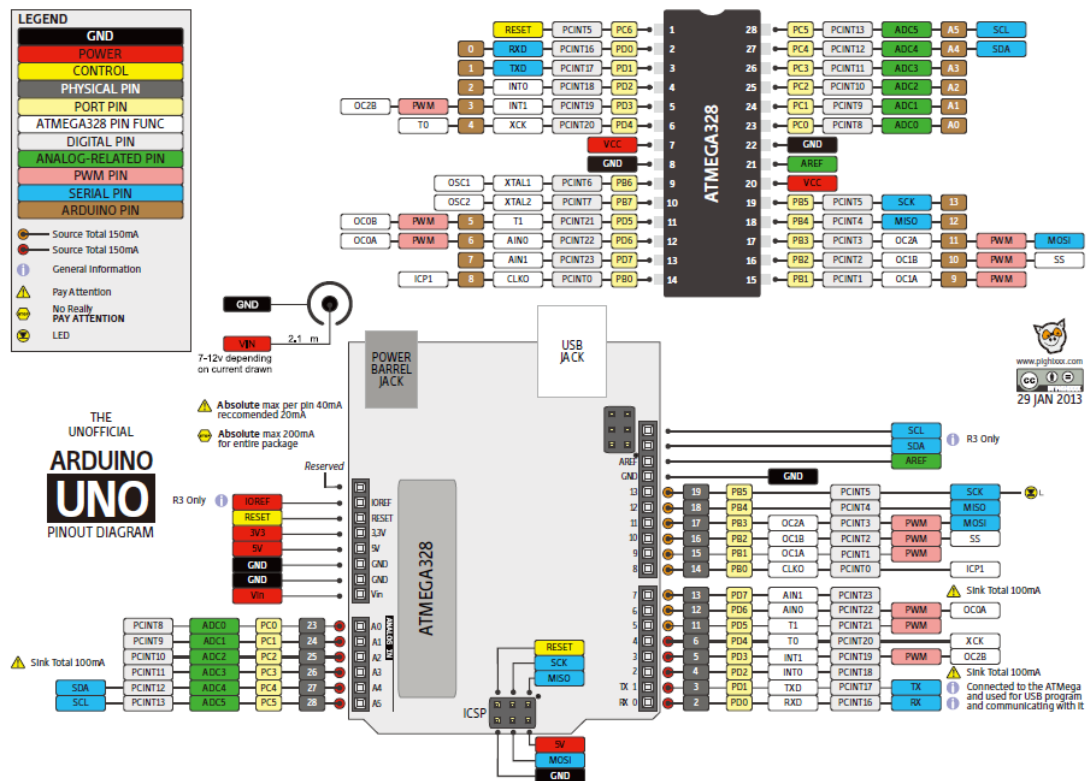 LEGEND
GND
POWER
CONTROL
PHYSICAL PIN
PORT PIN
ATMEGA328 PIN FUNC
DIGITAL PIN
ANALOG-RELATED PIN
PWM PIN
SERIAL PIN
ARDUINO PIN
Source Total 150mA
Source Total 150mA
General Information
Pay Attention
No Really
PAY ATTENTION
LED
RESET PCINT5 PC6 1
0 RXD PCINT16 PD0 2
1 TXD PCINT17 PD1 3
2 INT0 PCINT18 PD2 4
OC2B PWM 3 INT1 PCINT19 PD3 5
T0 4 XCK PCINT20 PD4 6
VCC 7
GND 8
OSC1 XTAL1 PCINT6 PB6 9
OSC2 XTAL2 PCINT7 PB7 10
OC0B PWM 5 T1 PCINT21 PD5 11
OC0A PWM 6 AIN0 PCINT22 PD6 12
7 AIN1 PCINT23 PD7 13
ICP1 8 CLKO PCINT0 PB0 14
ATMEGA328
28 PC5 PCINT13 ADC5 A5 SCL
27 PC4 PCINT12 ADC4 A4 SDA
26 PC3 PCINT11 ADC3 A3
25 PC2 PCINT10 ADC2 A2
24 PC1 PCINT9 ADC1 A1
23 PC0 PCINT8 ADC0 A0
22 GND
21 AREF
20 VCC
19 PB5 PCINT5 SCK 13
18 PB4 PCINT4 MISO 12
17 PB3 PCINT3 OC2A 11 PWM MOSI
16 PB2 PCINT2 OC1B 10 PWM SS
15 PB1 PCINT1 OC1A 9 PWM
GND
VIN
2.1 m
7-12v depending
on current drawn
POWER
BARREL
JACK
USB
JACK
www.pighixxx.com
cc
29 JAN 2013
Absolute max per pin 40mA
reccomended 20mA
Absolute max 200mA
for entire package
THE
UNOFFICIAL
ARDUINO
UNO
PINOUT DIAGRAM
Reserved
R3 Only IOREF IOREF
RESET RESET
3V3 3.3V
5V 5V
GND GND
GND GND
Vin Vin
PCINT8 ADC0 PC0 23 A0
PCINT9 ADC1 PC1 24 A1
PCINT10 ADC2 PC2 25 A2
PCINT11 ADC3 PC3 26 A3
SDA PCINT12 ADC4 PC4 27 A4
SCL PCINT13 ADC5 PC5 28 A5
ANALOG IN
Sink Total 100mA
ATMEGA328
SCL
SDA
R3 Only
AREF AREF
GND GND
13 19 PB5 PCINT5 SCK L
12 18 PB4 PCINT4 MISO
11 17 PB3 OC2A PCINT3 PWM MOSI
10 16 PB2 OC1B PCINT2 PWM SS
9 15 PB1 OC1A PCINT1 PWM
8 14 PB0 CLKO PCINT0 ICP1
Sink Total 100mA
7 13 PD7 AIN1 PCINT23
6 12 PD6 AIN0 PCINT22 PWM OC0A
5 11 PD5 T1 PCINT21 PWM
4 6 PD4 T0 PCINT20 XCK
3 5 PD3 INT1 PCINT19 PWM OC2B
2 4 PD2 INT0 PCINT18
Sink Total 100mA
TX 1 3 PD1 TXD PCINT17 TX
RX 0 2 PD0 RXD PCINT16 RX
Connected to the ATMega
and used for USB program
and communicating with it
RESET
SCK
MISO
ICSP
5V
MOSI
GND